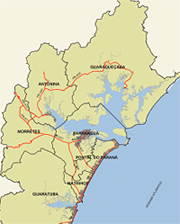 GUARAQUEÇABA
ANTONINA
MORRETES
PARANAGUÁ
PONTAL DO PARANÁ
MATINHOS
GUARATUBA